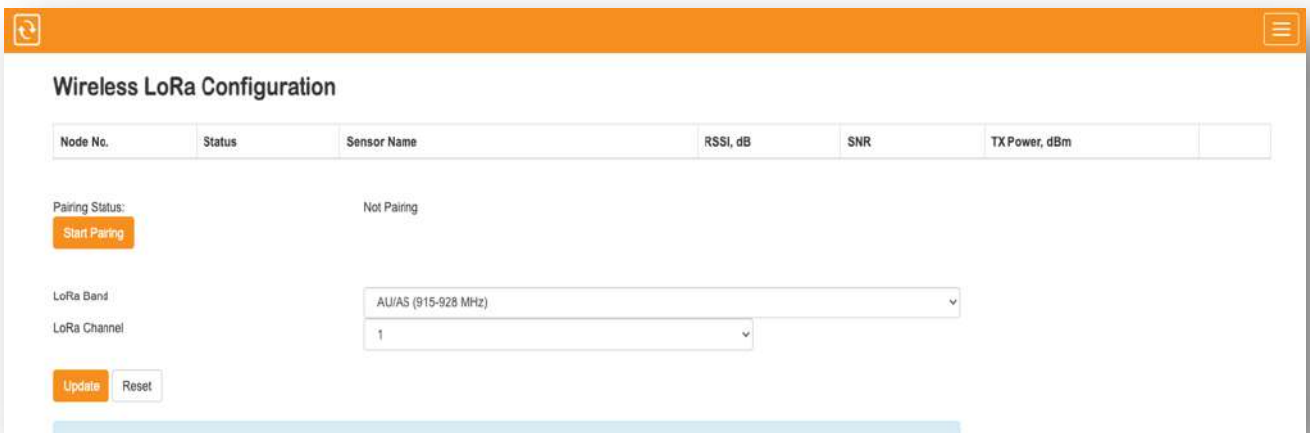 Wireless LoRa Configuration
Node No. Status Sensor Name RSSI, dB SNR TX Power, dBm
Pairing Status: Not Pairing
Start Pairing
LoRa Band AU/AS (915-928 MHz)
LoRa Channel 1
Update Reset